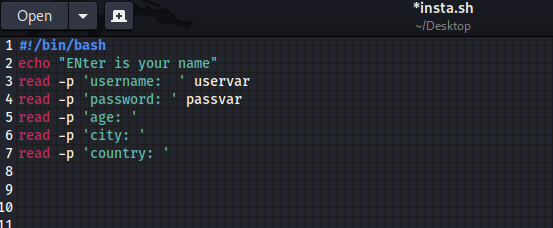 Open
*insta.sh
~/Desktop
1 #!/bin/bash
2 echo "ENter is your name"
3 read -p 'username:  ' uservar
4 read -p 'password: ' passvar
5 read -p 'age: '
6 read -p 'city: '
7 read -p 'country: '
8
9
10
11